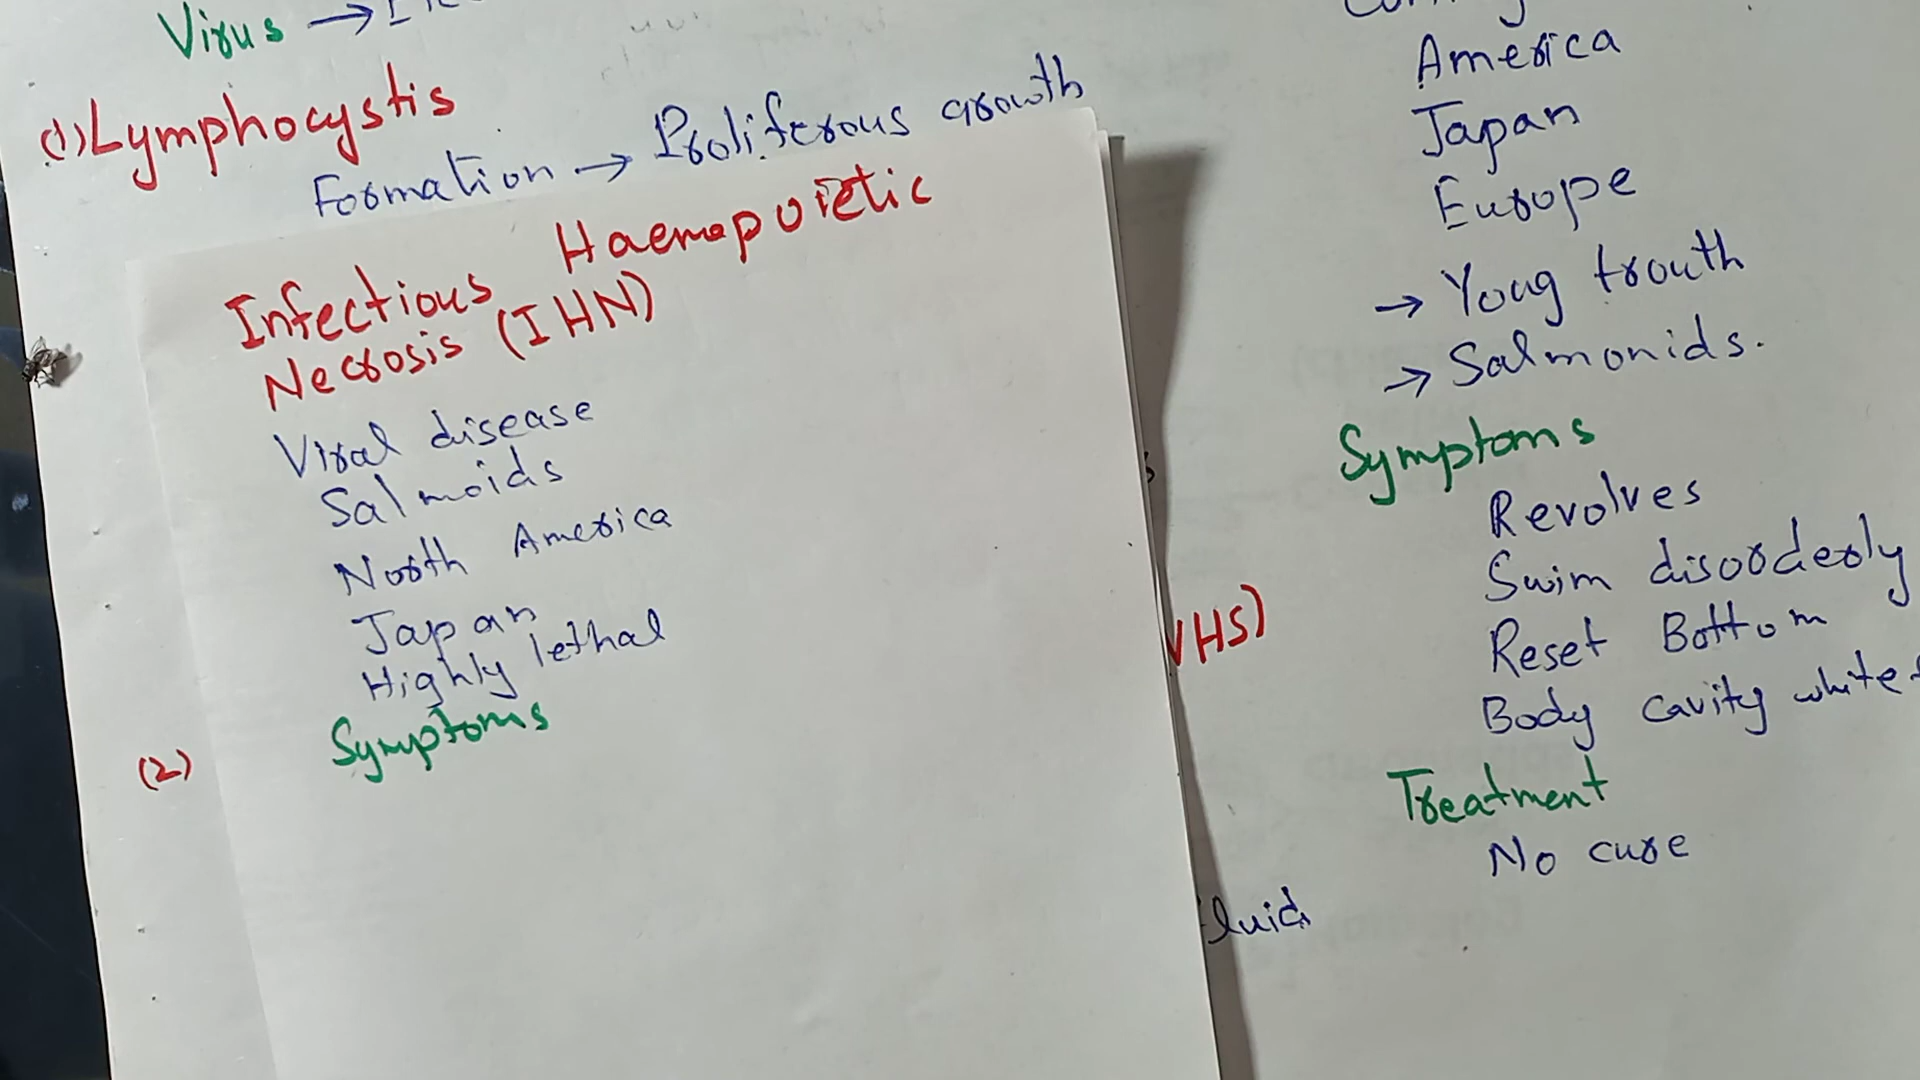 Virus →
(1) Lymphocystis
Formation → Proliferous growth
Infectious Haemapoietic
Necrosis (IHN)
Viral disease
Salmoids
North America
Japan
Highly lethal
Symptoms
(2)
VHS)
fluid
America
Japan
Europe
→ Youg trouth
→ Salmonids.
Symptoms
Revolves
Swim disorderly
Reset Bottom
Body cavity white
Treatment
No cure